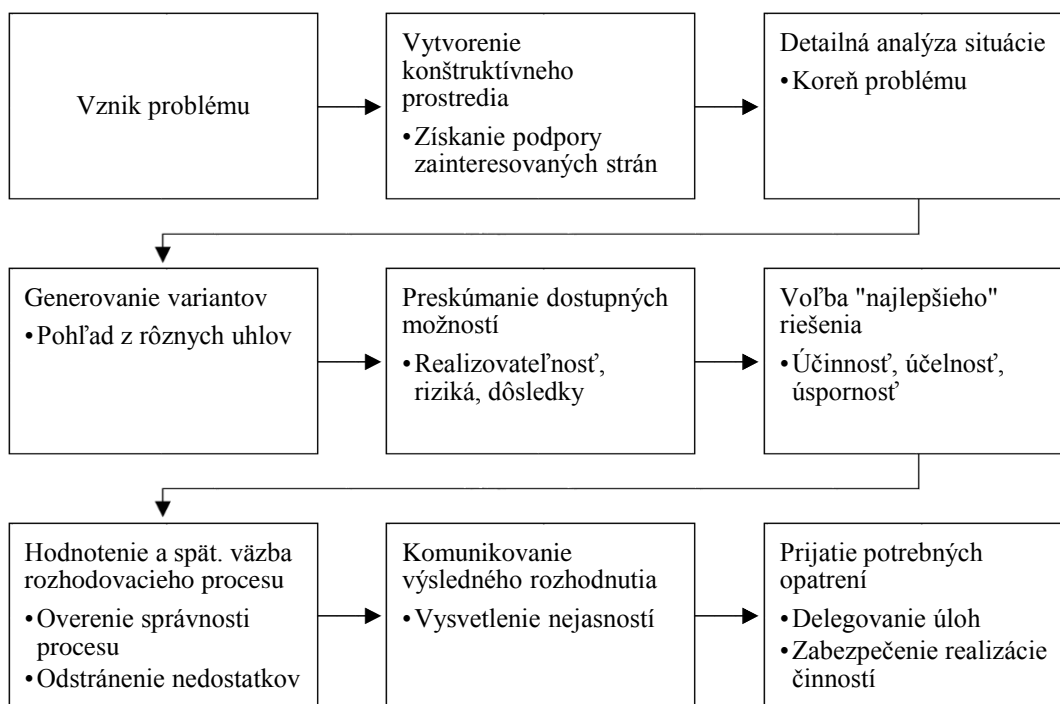 Vznik problému
Vytvorenie
konštruktívneho
prostredia
•Získanie podpory
zainteresovaných strán
Detailná analýza situácie
•Koreň problému
Generovanie variantov
•Pohľad z rôznych uhlov
Preskúmanie dostupných
možností
•Realizovateľnosť,
riziká, dôsledky
Voľba "najlepšieho"
riešenia
•Účinnosť, účelnosť,
úspornosť
Hodnotenie a spät. väzba
rozhodovacieho procesu
•Overenie správnosti
procesu
•Odstránenie nedostatkov
Komunikovanie
výsledného rozhodnutia
•Vysvetlenie nejasností
Prijatie potrebných
opatrení
•Delegovanie úloh
•Zabezpečenie realizácie
činností